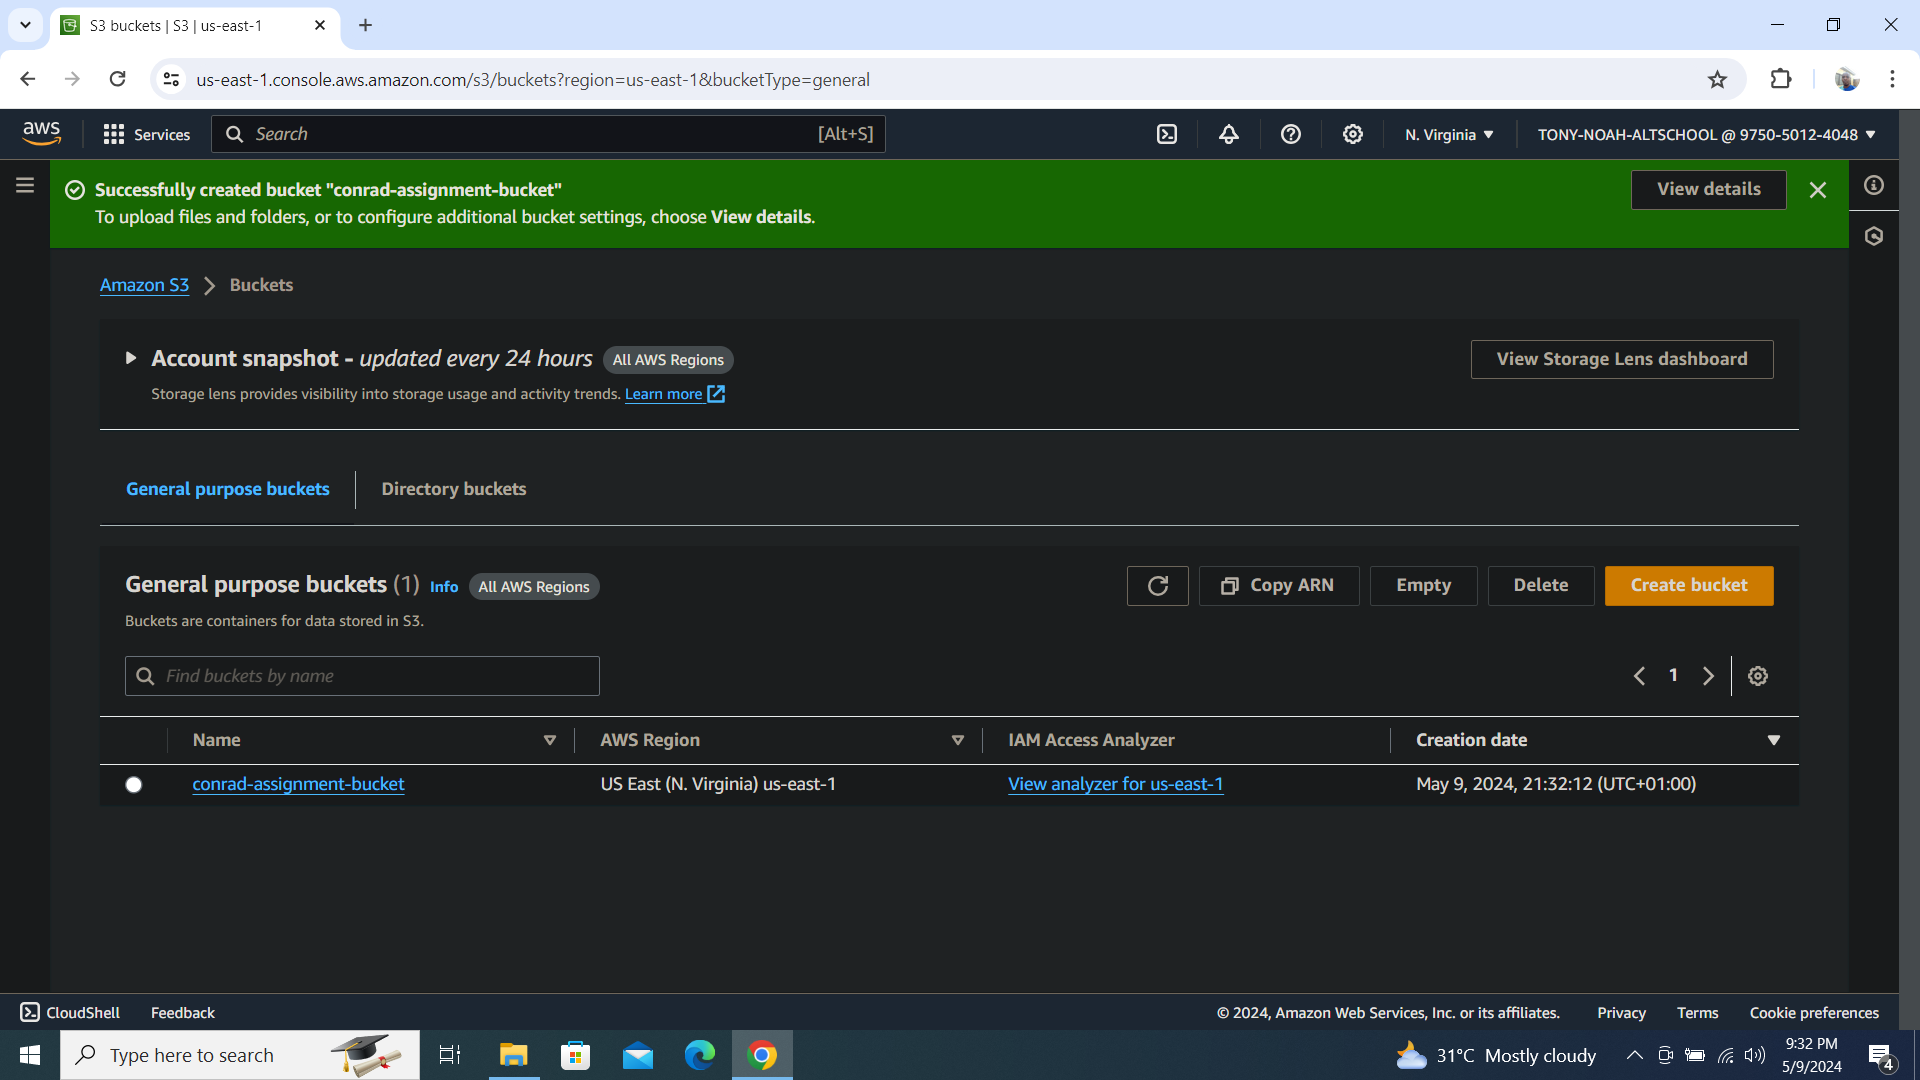 S3 buckets | S3 | us-east-1
us-east-1.console.aws.amazon.com/s3/buckets?region=us-east-1&bucketType=general
aws
Services
Search
[Alt+S]
N. Virginia
TONY-NOAH-ALTSCHOOL @ 9750-5012-4048
Successfully created bucket "conrad-assignment-bucket"
To upload files and folders, or to configure additional bucket settings, choose View details.
View details
Amazon S3
Buckets
Account snapshot - updated every 24 hours
All AWS Regions
View Storage Lens dashboard
Storage lens provides visibility into storage usage and activity trends. Learn more
General purpose buckets
Directory buckets
General purpose buckets (1)
Info
All AWS Regions
Copy ARN
Empty
Delete
Create bucket
Buckets are containers for data stored in S3.
Find buckets by name
1
Name
AWS Region
IAM Access Analyzer
Creation date
conrad-assignment-bucket
US East (N. Virginia) us-east-1
View analyzer for us-east-1
May 9, 2024, 21:32:12 (UTC+01:00)
CloudShell
Feedback
© 2024, Amazon Web Services, Inc. or its affiliates.
Privacy
Terms
Cookie preferences
Type here to search
31°C Mostly cloudy
9:32 PM
5/9/2024
4